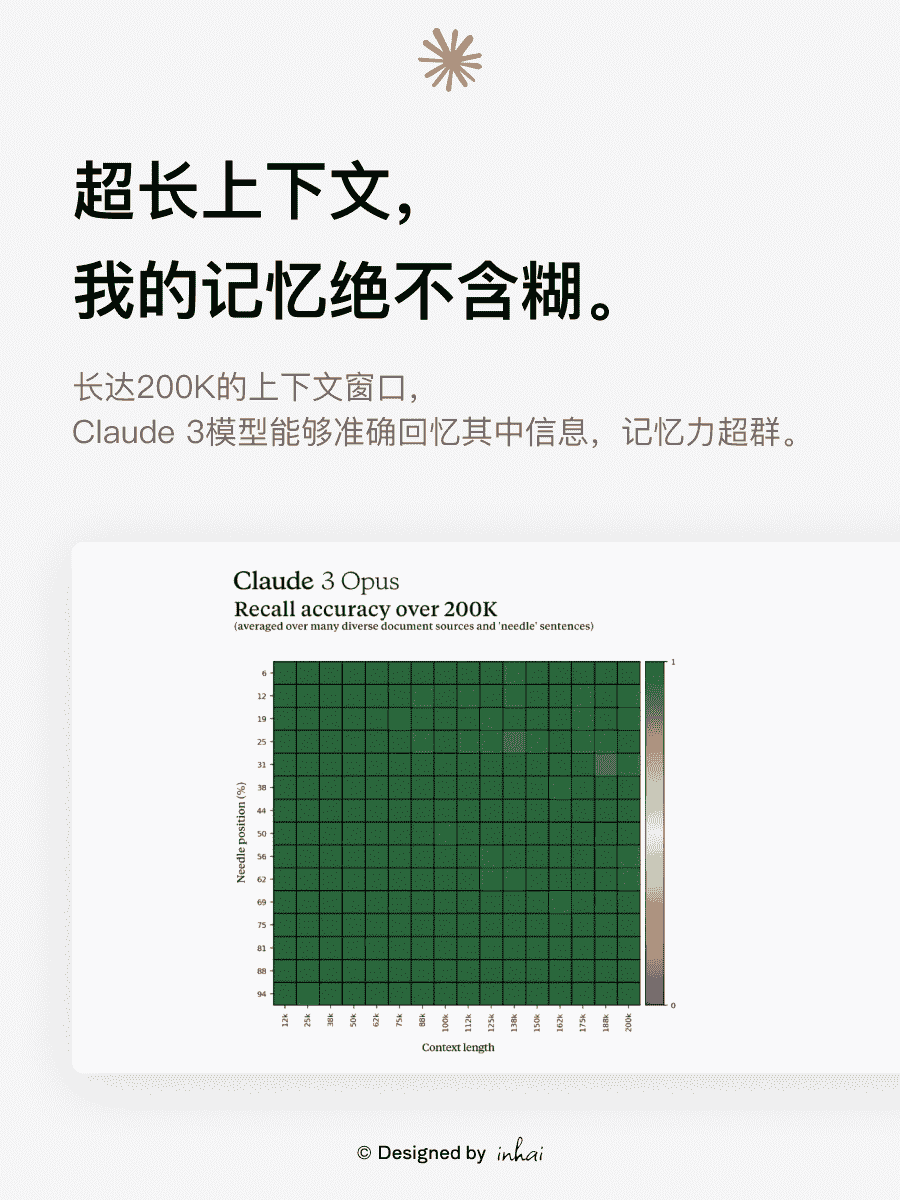 超长上下文，
我的记忆绝不含糊。
长达200K的上下文窗口，
Claude 3模型能够准确回忆其中信息，记忆力超群。
Claude 3 Opus
Recall accuracy over 200K
(averaged over many diverse document sources and 'needle' sentences)
Needle position (%)
6
12
19
25
31
38
44
50
56
62
69
75
81
88
94
1
0
12k 25k 38k 50k 62k 75k 88k 100k 112k 125k 138k 150k 162k 175k 188k 200k
Context length
© Designed by inhai